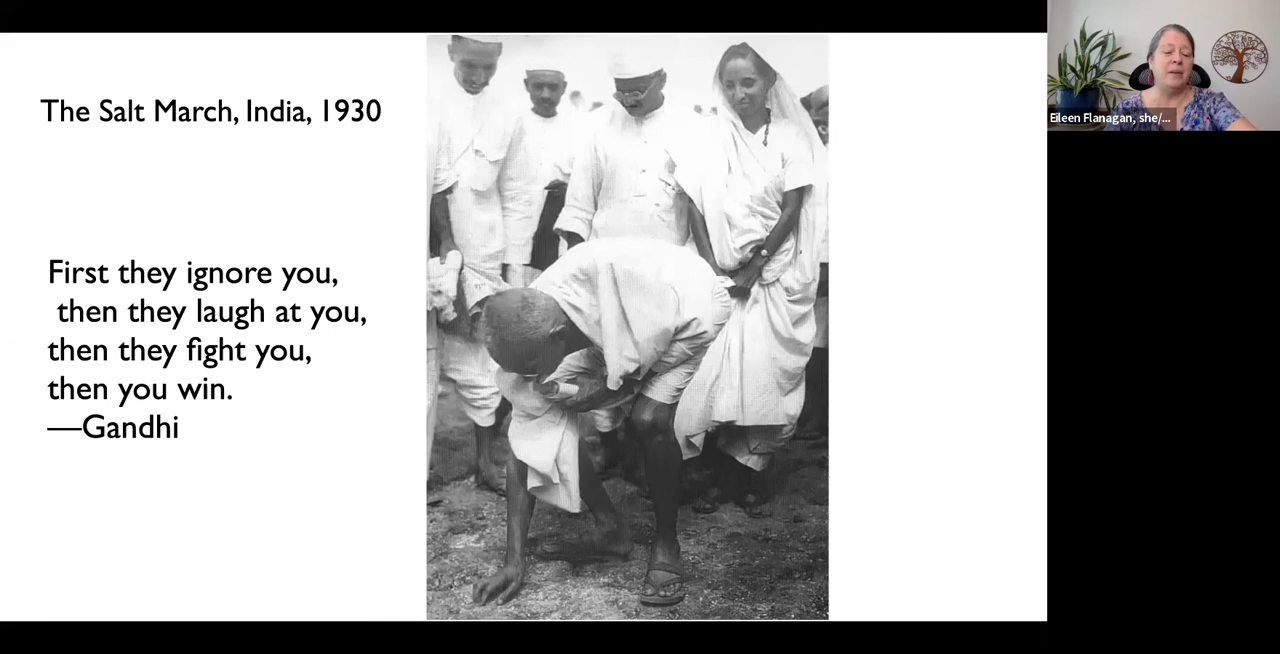 The Salt March, India, 1930
First they ignore you,
then they laugh at you,
then they fight you,
then you win.
—Gandhi
Eileen Flanagan, she/...